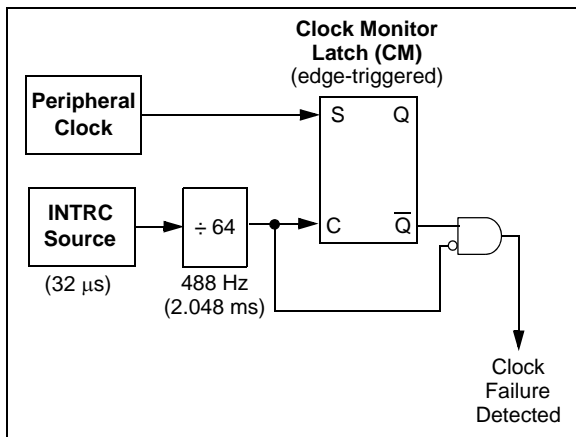 Clock Monitor
Latch (CM)
(edge-triggered)
Peripheral
Clock
S
Q
INTRC
Source
÷ 64
C
Q̅
(32 μs)
488 Hz
(2.048 ms)
Clock
Failure
Detected